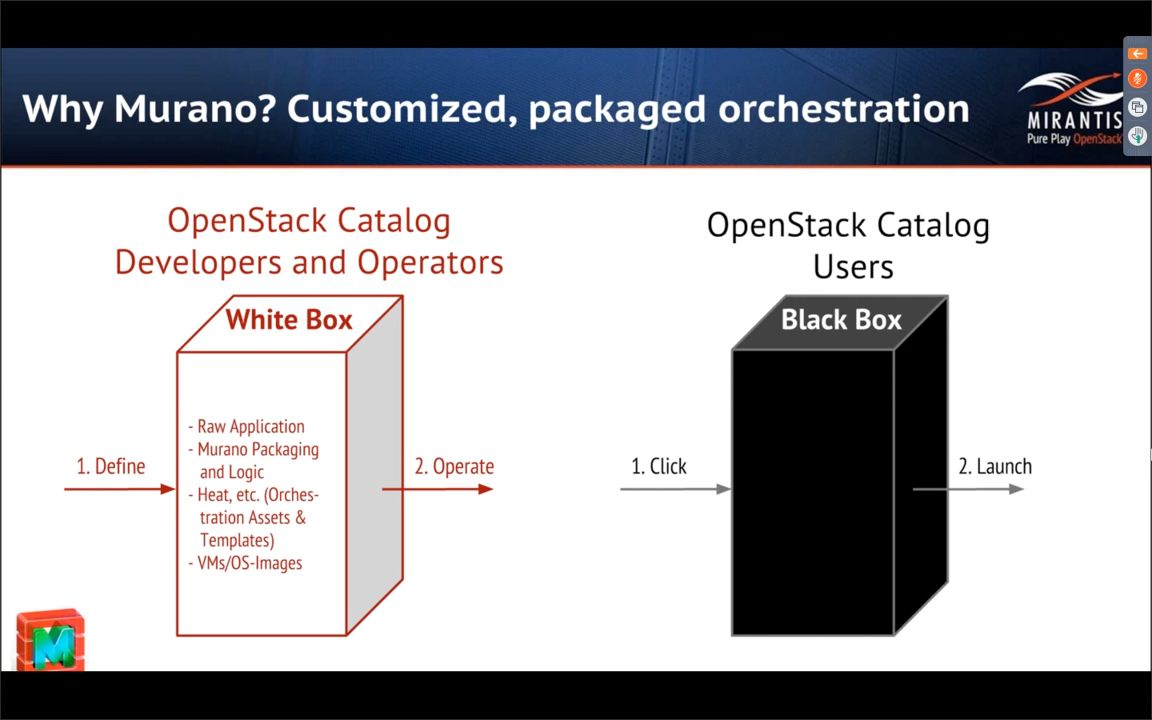 Why Murano? Customized, packaged orchestration
MIRANTIS
Pure Play OpenStack
OpenStack Catalog
Developers and Operators
White Box
- Raw Application
- Murano Packaging
and Logic
- Heat, etc. (Orches-
tration Assets &
Templates)
- VMs/OS-Images
1. Define
2. Operate
OpenStack Catalog
Users
Black Box
1. Click
2. Launch
M